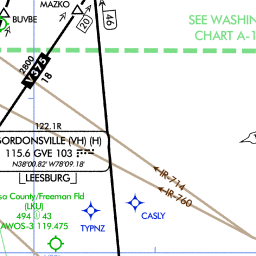 MAZKO
BUVBE
20
46
SEE WASHIN
CHART A-1
2800
V375
18
122.1R
GORDONSVILLE (VH) (H)
115.6 GVE 103
N38°00.82' W78°09.18'
LEESBURG
IR-714
IR-760
sa County/Freeman Fld
(LKU)
494 43
AWOS-3 119.475
CASLY
TYPNZ